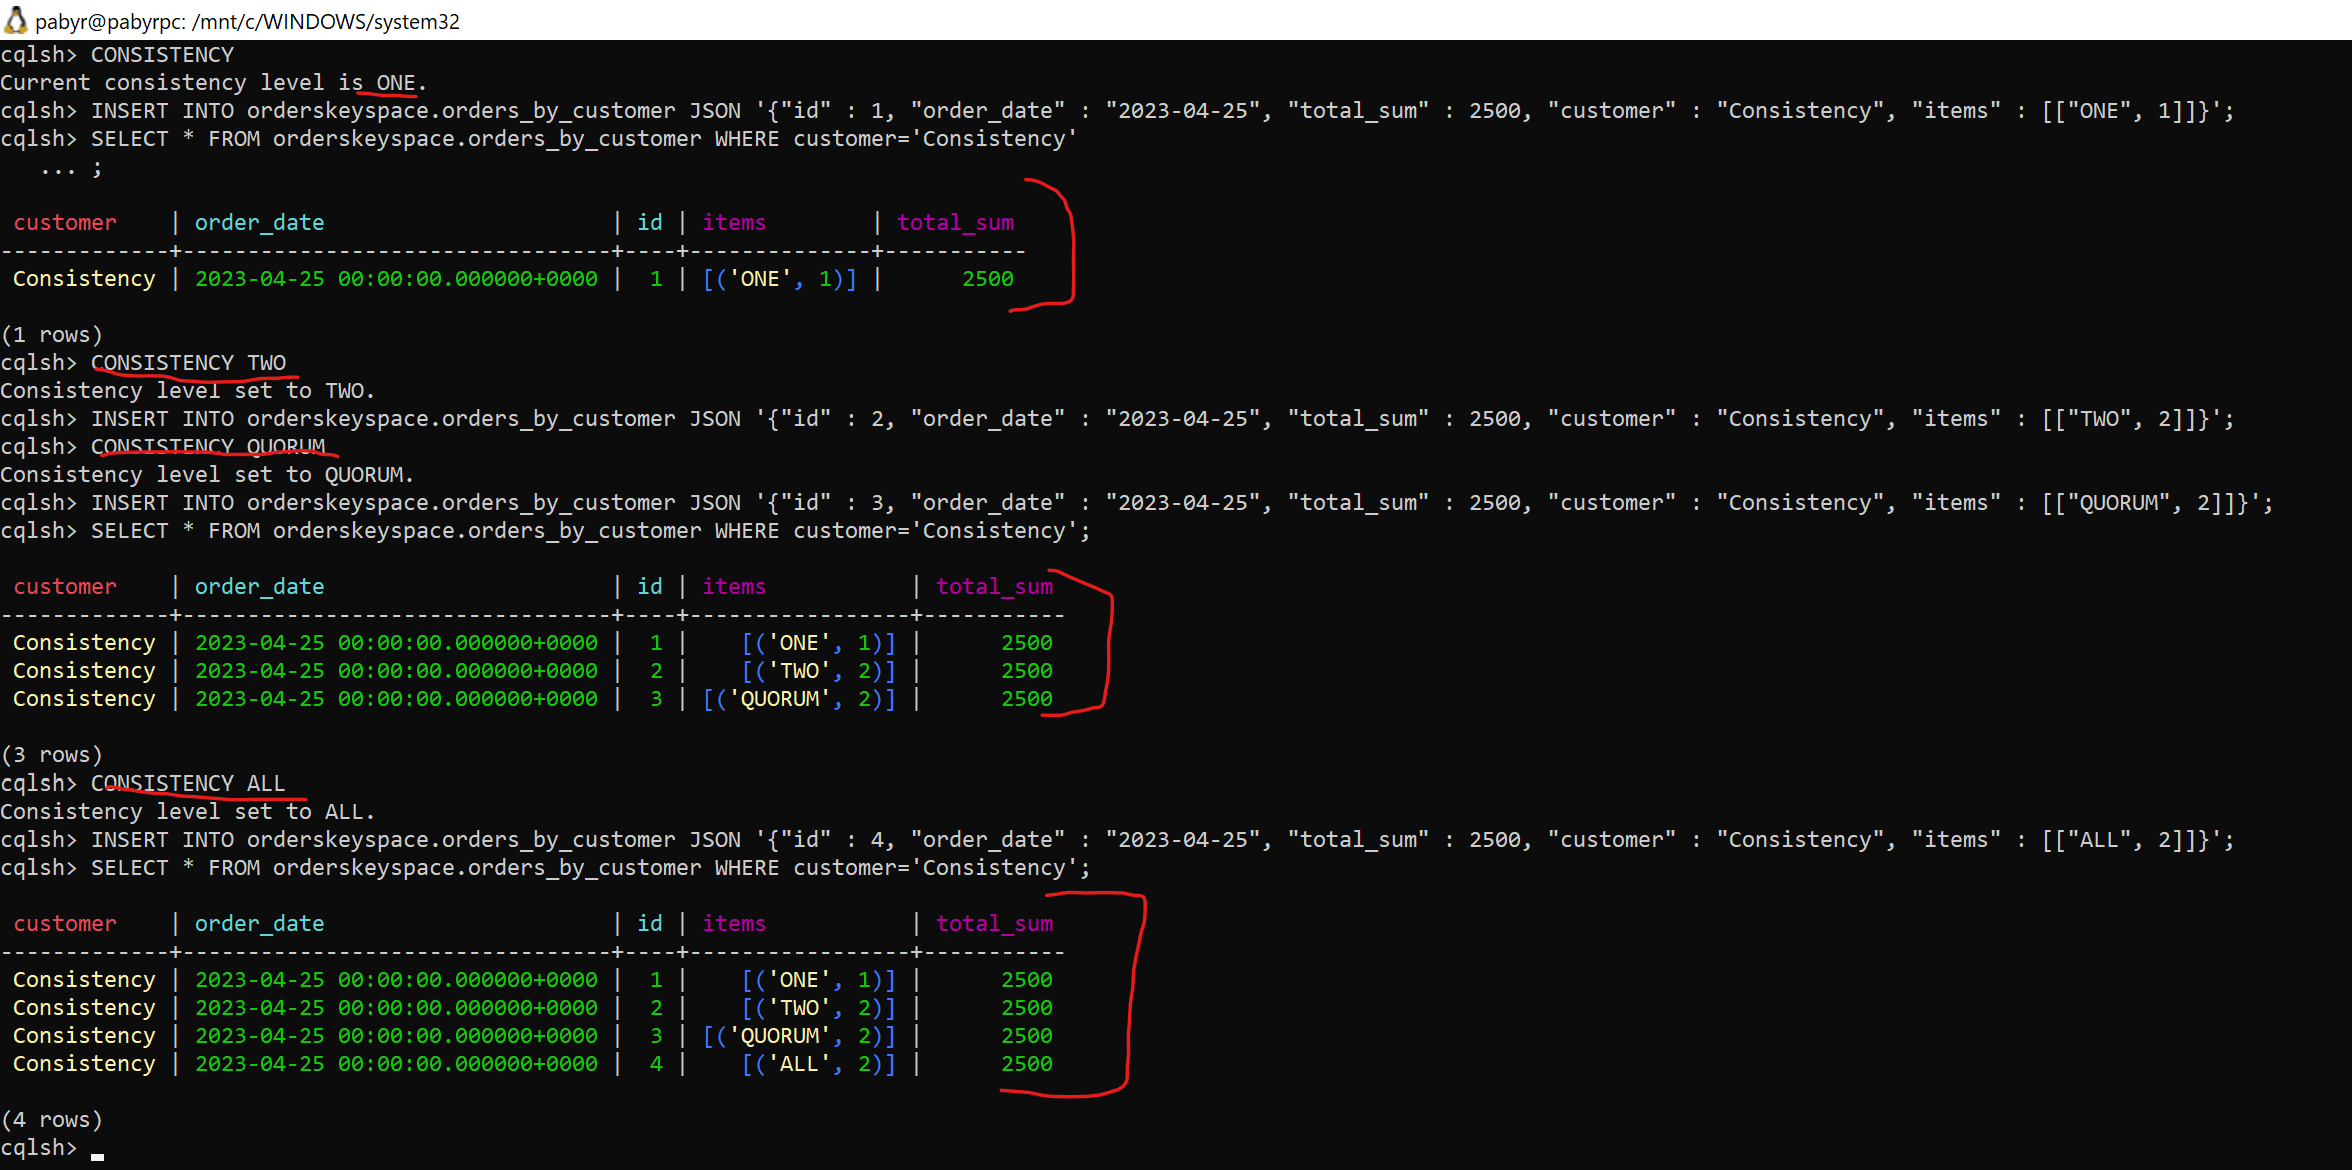 pabyr@pabyrpc: /mnt/c/WINDOWS/system32
cqlsh> CONSISTENCY
Current consistency level is ONE.
cqlsh> INSERT INTO orderskeyspace.orders_by_customer JSON '{"id" : 1, "order_date" : "2023-04-25", "total_sum" : 2500, "customer" : "Consistency", "items" : [["ONE", 1]]}';
cqlsh> SELECT * FROM orderskeyspace.orders_by_customer WHERE customer='Consistency'
   ... ;
 customer    | order_date                      | id | items        | total_sum
-------------+---------------------------------+----+--------------+-----------
 Consistency | 2023-04-25 00:00:00.000000+0000 |  1 | [('ONE', 1)] |      2500
(1 rows)
cqlsh> CONSISTENCY TWO
Consistency level set to TWO.
cqlsh> INSERT INTO orderskeyspace.orders_by_customer JSON '{"id" : 2, "order_date" : "2023-04-25", "total_sum" : 2500, "customer" : "Consistency", "items" : [["TWO", 2]]}';
cqlsh> CONSISTENCY QUORUM
Consistency level set to QUORUM.
cqlsh> INSERT INTO orderskeyspace.orders_by_customer JSON '{"id" : 3, "order_date" : "2023-04-25", "total_sum" : 2500, "customer" : "Consistency", "items" : [["QUORUM", 2]]}';
cqlsh> SELECT * FROM orderskeyspace.orders_by_customer WHERE customer='Consistency';
 customer    | order_date                      | id | items           | total_sum
-------------+---------------------------------+----+-----------------+-----------
 Consistency | 2023-04-25 00:00:00.000000+0000 |  1 |    [('ONE', 1)] |      2500
 Consistency | 2023-04-25 00:00:00.000000+0000 |  2 |    [('TWO', 2)] |      2500
 Consistency | 2023-04-25 00:00:00.000000+0000 |  3 | [('QUORUM', 2)] |      2500
(3 rows)
cqlsh> CONSISTENCY ALL
Consistency level set to ALL.
cqlsh> INSERT INTO orderskeyspace.orders_by_customer JSON '{"id" : 4, "order_date" : "2023-04-25", "total_sum" : 2500, "customer" : "Consistency", "items" : [["ALL", 2]]}';
cqlsh> SELECT * FROM orderskeyspace.orders_by_customer WHERE customer='Consistency';
 customer    | order_date                      | id | items           | total_sum
-------------+---------------------------------+----+-----------------+-----------
 Consistency | 2023-04-25 00:00:00.000000+0000 |  1 |    [('ONE', 1)] |      2500
 Consistency | 2023-04-25 00:00:00.000000+0000 |  2 |    [('TWO', 2)] |      2500
 Consistency | 2023-04-25 00:00:00.000000+0000 |  3 | [('QUORUM', 2)] |      2500
 Consistency | 2023-04-25 00:00:00.000000+0000 |  4 |    [('ALL', 2)] |      2500
(4 rows)
cqlsh>